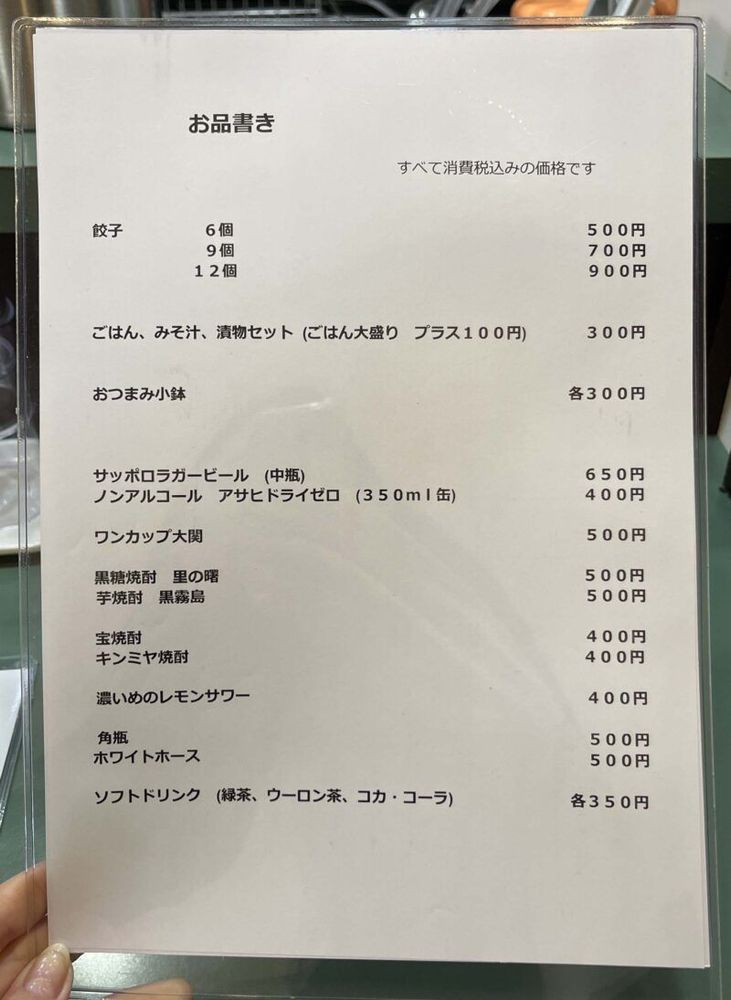 お品書き
すべて消費税込みの価格です
餃子　６個　５００円
９個　７００円
１２個　９００円
ごはん、みそ汁、漬物セット (ごはん大盛り　プラス１００円)　３００円
おつまみ小鉢　各３００円
サッポロラガービール　(中瓶)　６５０円
ノンアルコール　アサヒドライゼロ　(３５０ｍｌ缶)　４００円
ワンカップ大関　５００円
黒糖焼酎　里の曙　５００円
芋焼酎　黒霧島　５００円
宝焼酎　４００円
キンミヤ焼酎　４００円
濃いめのレモンサワー　４００円
角瓶　５００円
ホワイトホース　５００円
ソフトドリンク　(緑茶、ウーロン茶、コカ・コーラ)　各３５０円